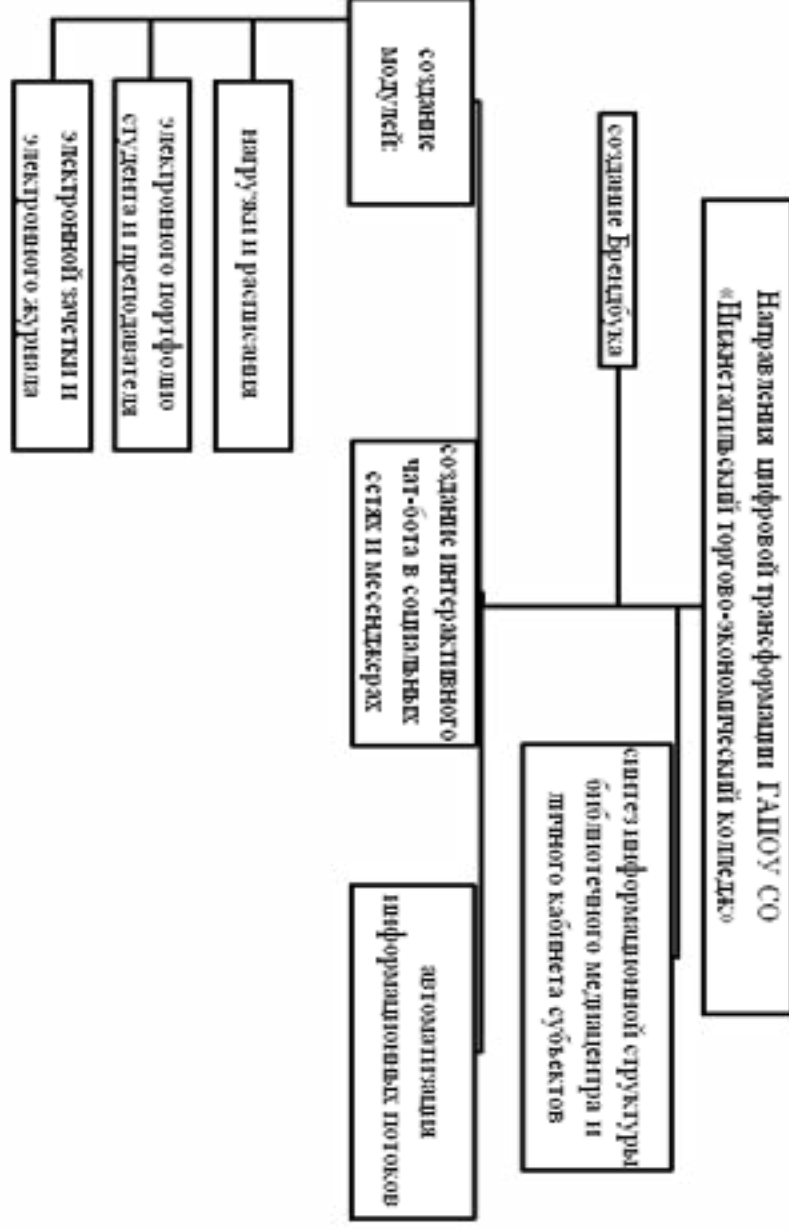 Направления цифровой трансформации ГАПОУ СО
«Нижнетагильский торгово-экономический колледж»
создание Брендбука
синтез информационной структуры
библиотечного медиацентра и
личного кабинета субъектов
создание
модулей:
создание интерактивного
чат-бота в социальных
сетях и мессенджерах
автоматизация
информационных потоков
нагрузки и расписания
электронного портфолио
студента и преподавателя
электронной зачетки и
электронного журнала